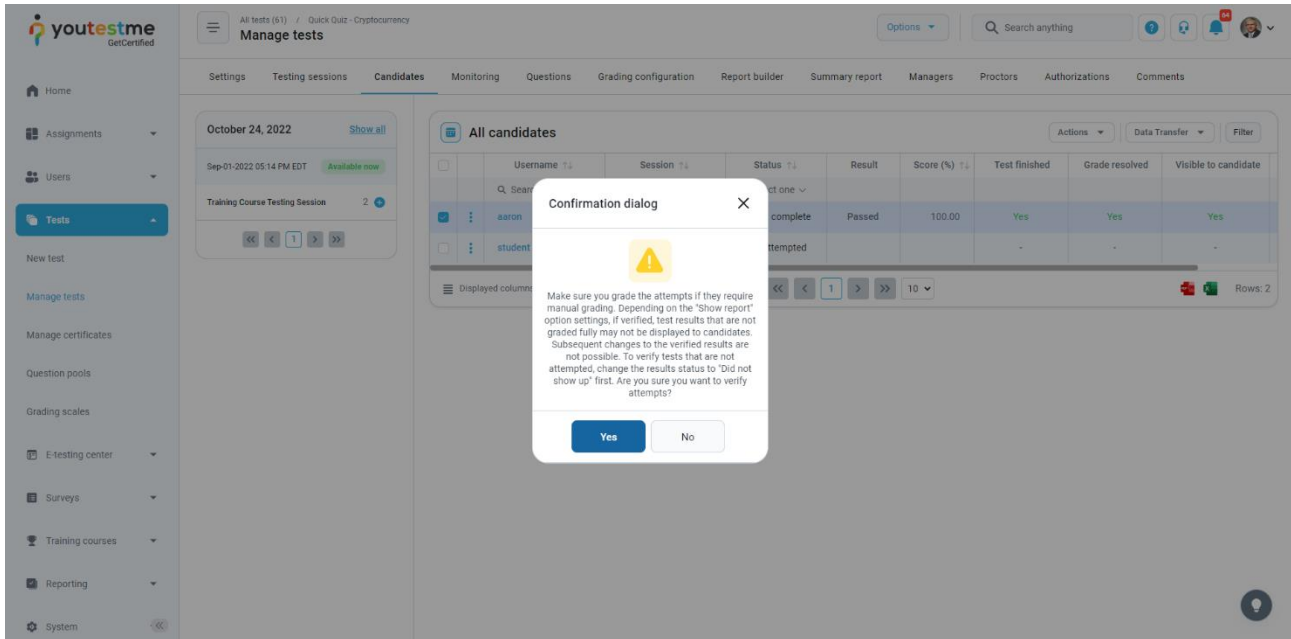 youtestme
GetCertified
All tests (61) / Quick Quiz - Cryptocurrency
Manage tests
Options
Search anything
?
64
Home
Assignments
Users
Tests
New test
Manage tests
Manage certificates
Question pools
Grading scales
E-testing center
Surveys
Training courses
Reporting
System
Settings
Testing sessions
Candidates
Monitoring
Questions
Grading configuration
Report builder
Summary report
Managers
Proctors
Authorizations
Comments
October 24, 2022
Show all
Sep-01-2022 05:14 PM EDT
Available now
Training Course Testing Session
2
1
All candidates
Actions
Data Transfer
Filter
Username
Session
Status
Result
Score (%)
Test finished
Grade resolved
Visible to candidate
aaron
complete
Passed
100.00
Yes
Yes
Yes
student
-
-
-
1
10
Rows: 2
Confirmation dialog
Make sure you grade the attempts if they require
manual grading. Depending on the "Show report"
option settings, if verified, test results that are not
graded fully may not be displayed to candidates.
Subsequent changes to the verified results are
not possible. To verify tests that are not
attempted, change the results status to "Did not
show up" first. Are you sure you want to verify
attempts?
Yes
No